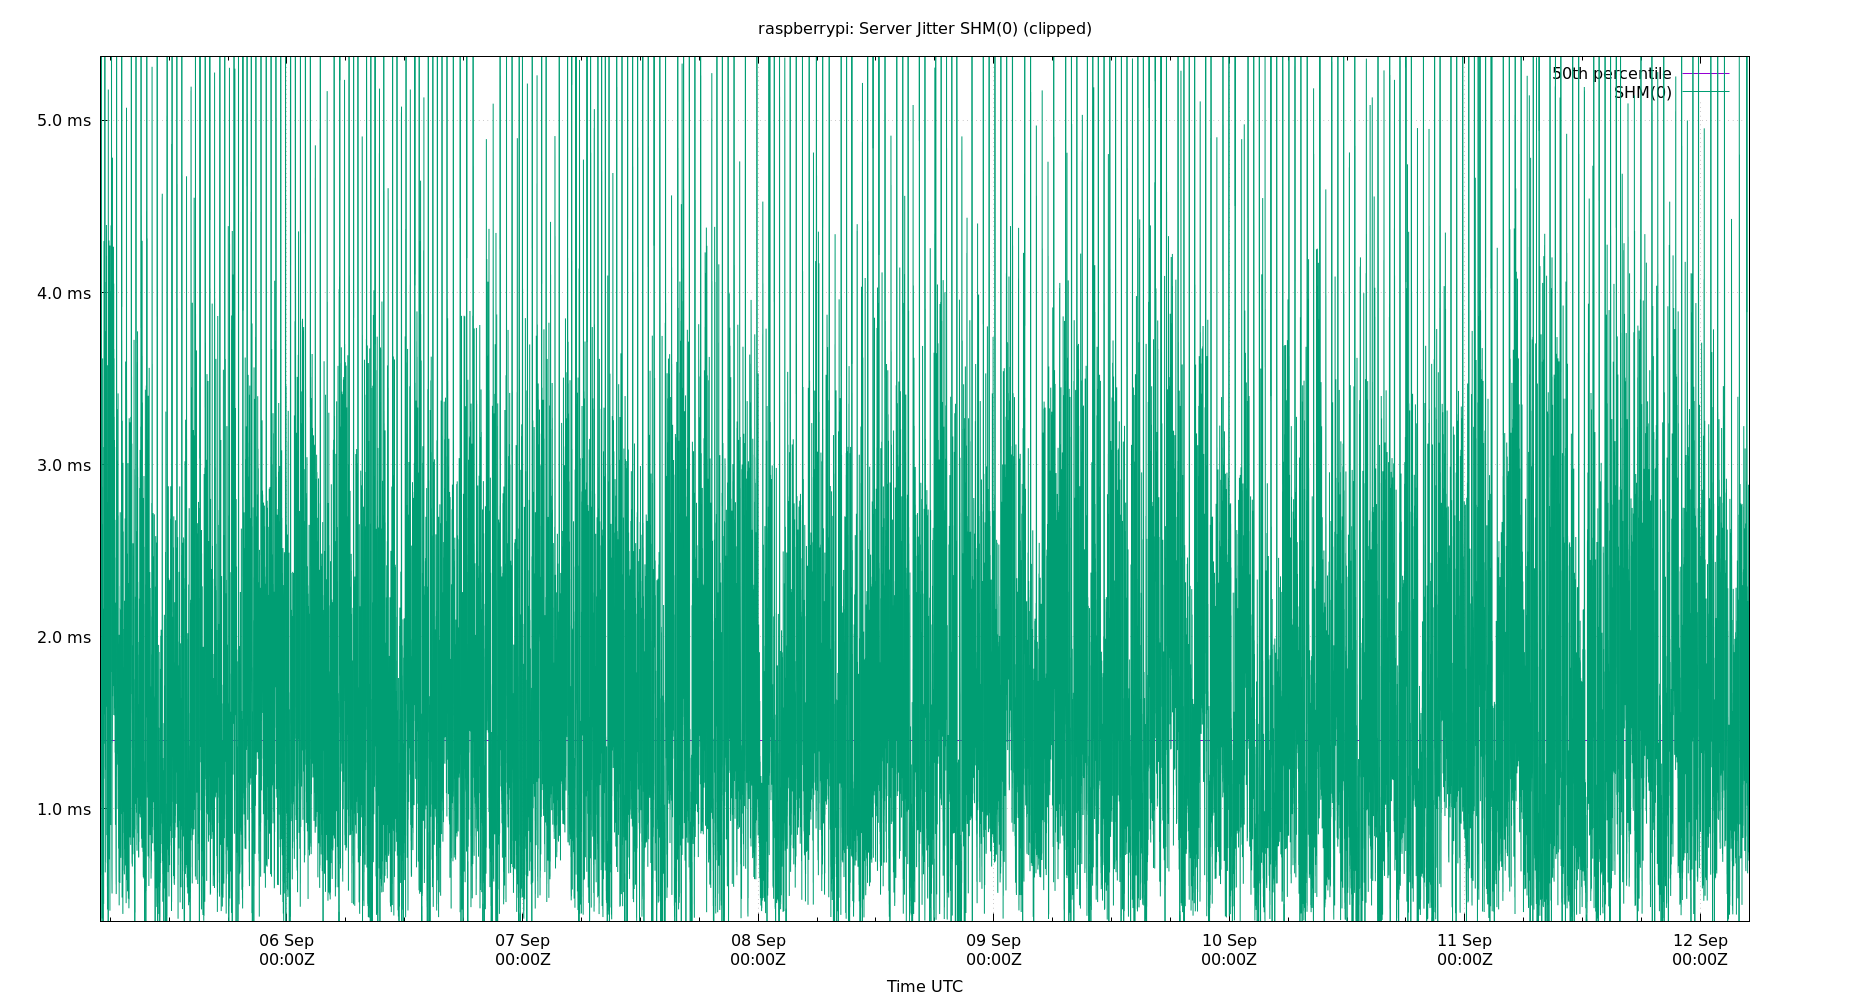 raspberrypi: Server Jitter SHM(0) (clipped)
50th percentile
SHM(0)
5.0 ms
4.0 ms
3.0 ms
2.0 ms
1.0 ms
06 Sep 07 Sep 08 Sep 09 Sep 10 Sep 11 Sep 12 Sep
00:00Z 00:00Z 00:00Z 00:00Z 00:00Z 00:00Z 00:00Z
Time UTC